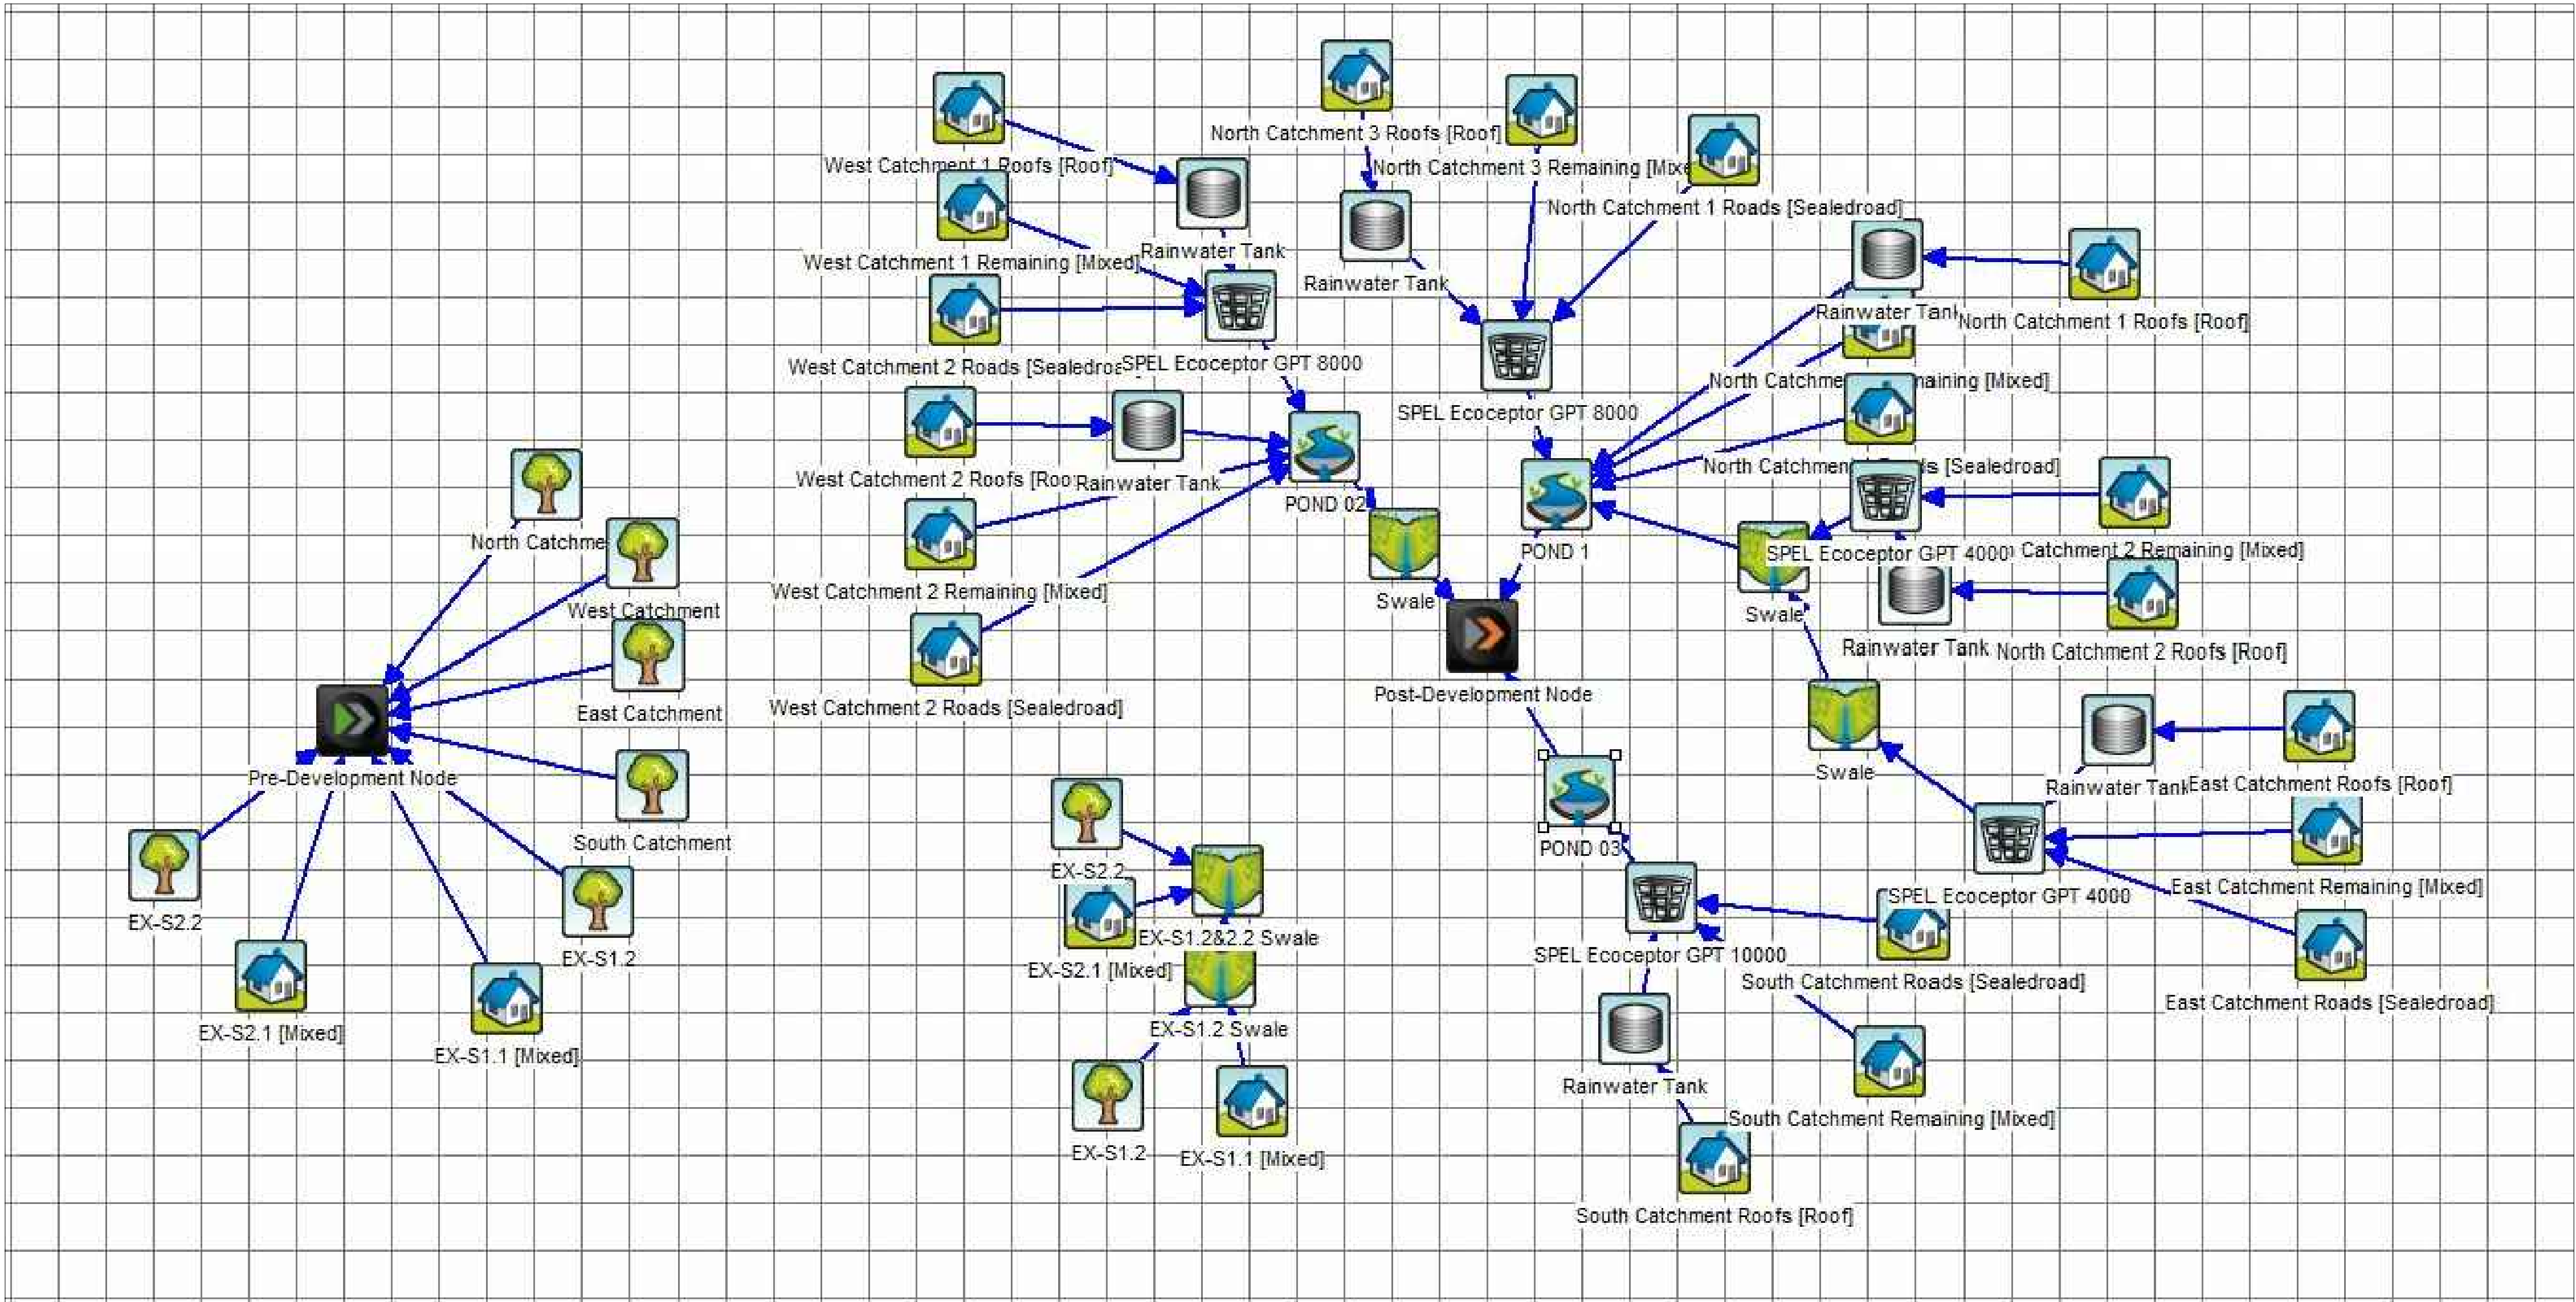 North Catchment 3 Roofs [Roof]
West Catchment 1 Roofs [Roof]
North Catchment 3 Remaining [Mixe
North Catchment 1 Roads [Sealedroad]
Rainwater Tank
West Catchment 1 Remaining [Mixed]
Rainwater Tank
Rainwater Tank
North Catchment 1 Roofs [Roof]
West Catchment 2 Roads [Sealedroa
SPEL Ecoceptor GPT 8000
North Catchme
maining [Mixed]
SPEL Ecoceptor GPT 8000
North Catchment
[Sealedroad]
West Catchment 2 Roofs [Roo
Rainwater Tank
POND 02
North Catchme
POND 1
SPEL Ecoceptor GPT 4000
Catchment 2 Remaining [Mixed]
West Catchment 2 Remaining [Mixed]
Swale
West Catchment
Swale
Rainwater Tank
North Catchment 2 Roofs [Roof]
Post-Development Node
West Catchment 2 Roads [Sealedroad]
East Catchment
Swale
Pre-Development Node
Rainwater Tank
East Catchment Roofs [Roof]
South Catchment
POND 03
EX-S2.2
East Catchment Remaining [Mixed]
SPEL Ecoceptor GPT 4000
EX-S2.2
EX-S1.2&2.2 Swale
EX-S1.2
SPEL Ecoceptor GPT 10000
EX-S2.1 [Mixed]
South Catchment Roads [Sealedroad]
East Catchment Roads [Sealedroad]
EX-S2.1 [Mixed]
EX-S1.2 Swale
EX-S1.1 [Mixed]
Rainwater Tank
South Catchment Remaining [Mixed]
EX-S1.2
EX-S1.1 [Mixed]
South Catchment Roofs [Roof]